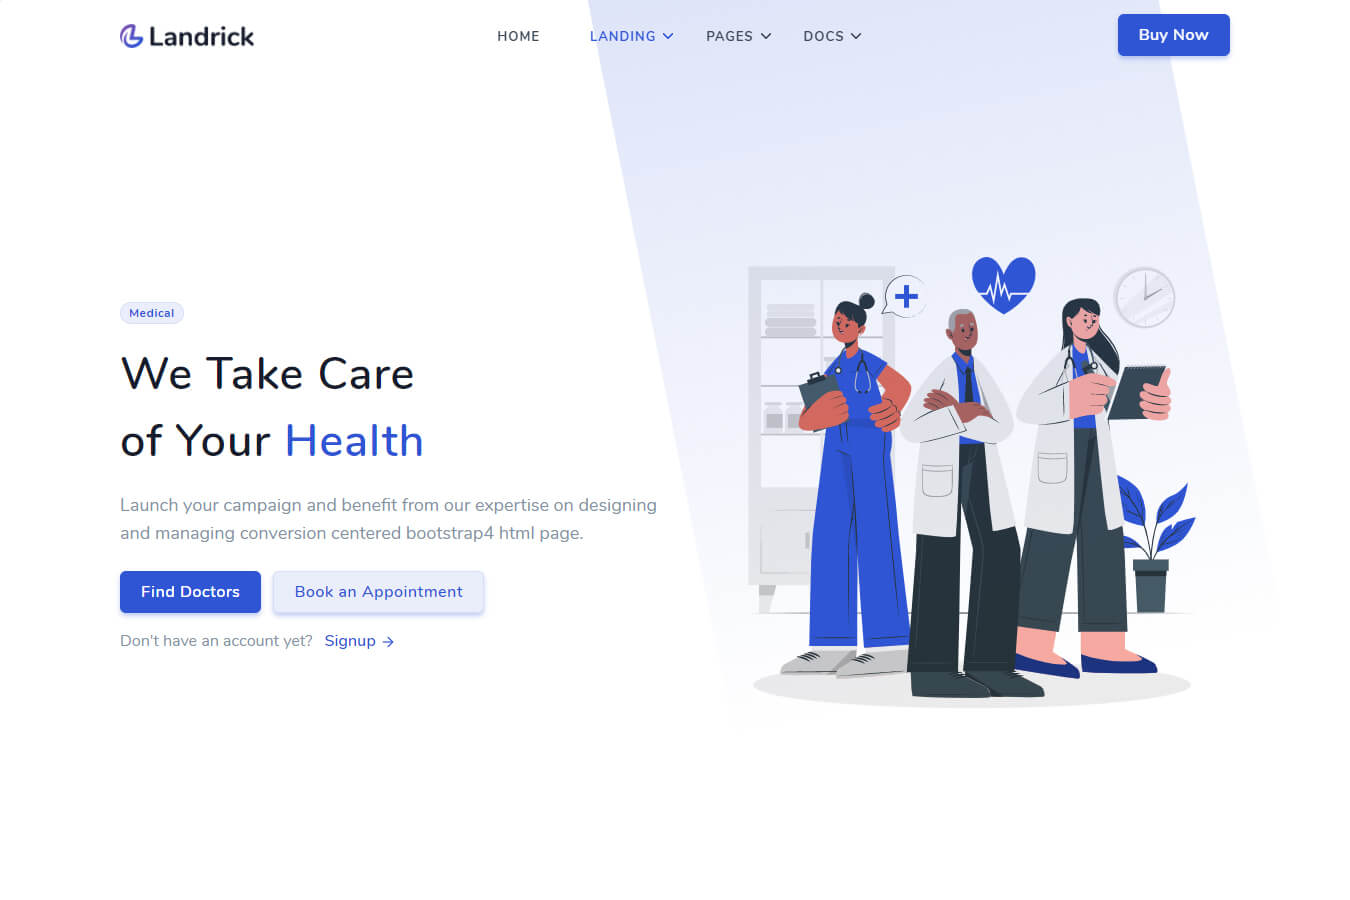 Landrick
HOME
LANDING
PAGES
DOCS
Buy Now
Medical
We Take Care
of Your Health
Launch your campaign and benefit from our expertise on designing
and managing conversion centered bootstrap4 html page.
Find Doctors
Book an Appointment
Don't have an account yet? Signup →